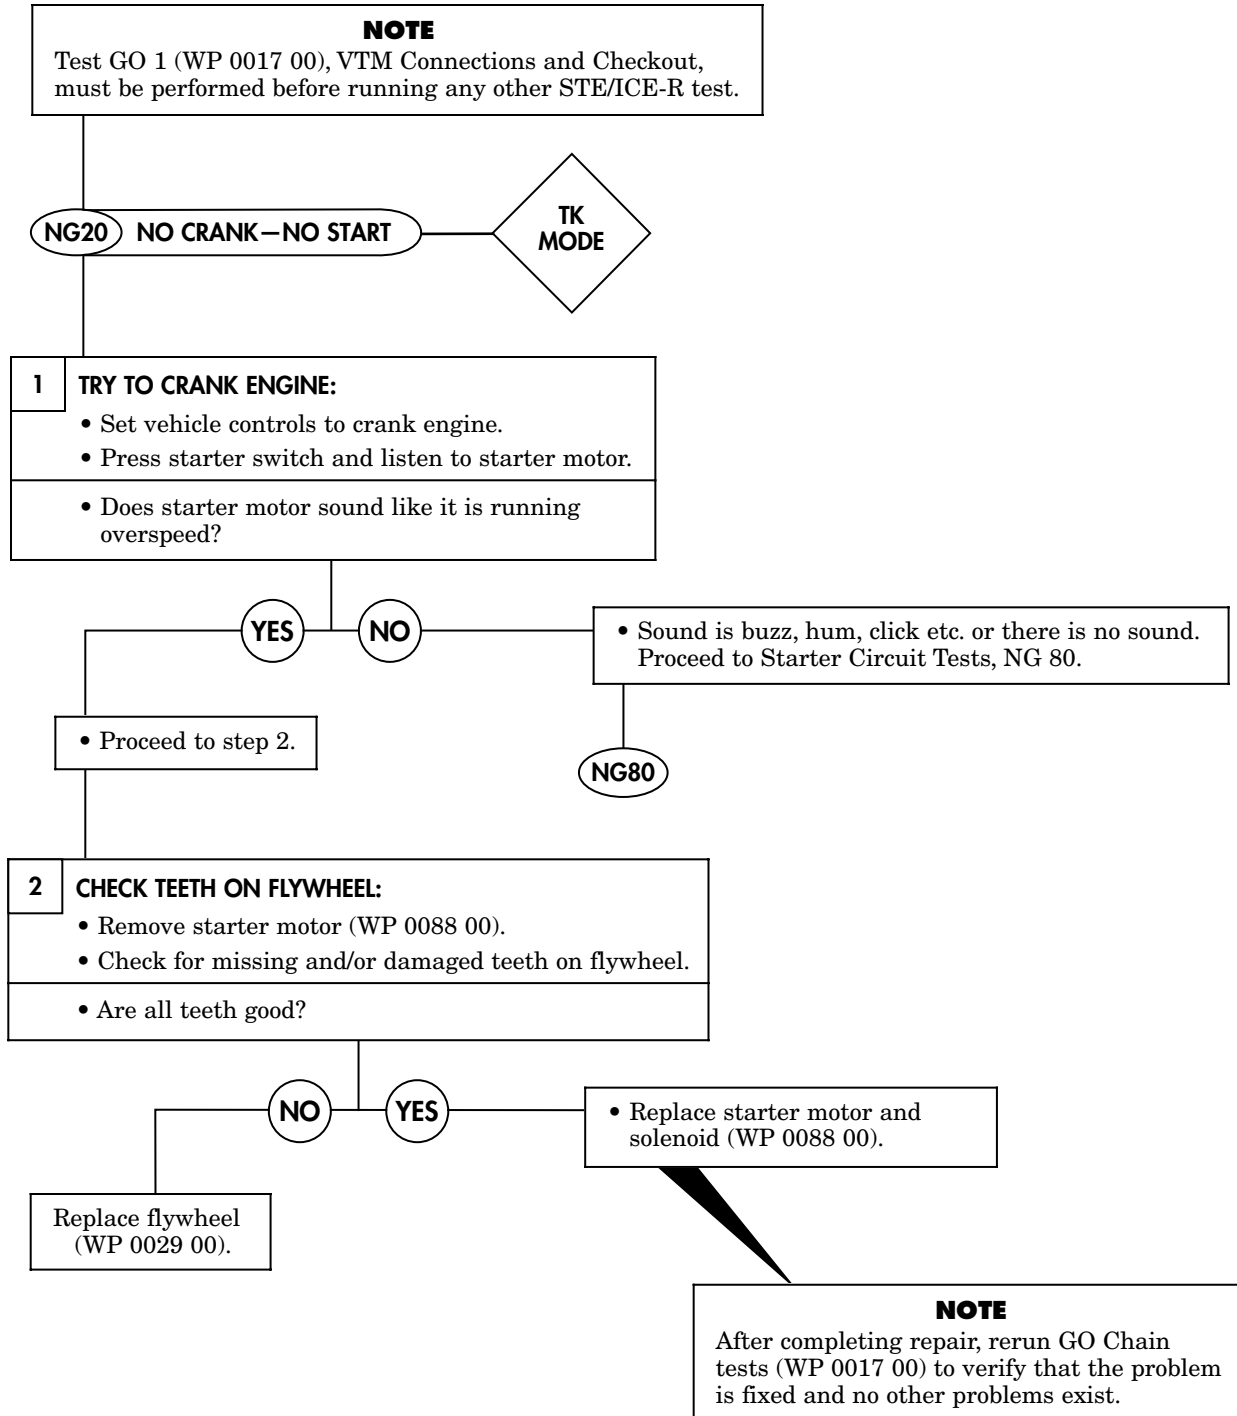 NOTE
Test GO 1 (WP 0017 00), VTM Connections and Checkout,
must be performed before running any other STE/ICE-R test.
NG20 NO CRANK—NO START
TK
MODE
1 TRY TO CRANK ENGINE:
• Set vehicle controls to crank engine.
• Press starter switch and listen to starter motor.
• Does starter motor sound like it is running
overspeed?
YES NO
• Sound is buzz, hum, click etc. or there is no sound.
Proceed to Starter Circuit Tests, NG 80.
• Proceed to step 2.
NG80
2 CHECK TEETH ON FLYWHEEL:
• Remove starter motor (WP 0088 00).
• Check for missing and/or damaged teeth on flywheel.
• Are all teeth good?
NO YES
• Replace starter motor and
solenoid (WP 0088 00).
Replace flywheel
(WP 0029 00).
NOTE
After completing repair, rerun GO Chain
tests (WP 0017 00) to verify that the problem
is fixed and no other problems exist.